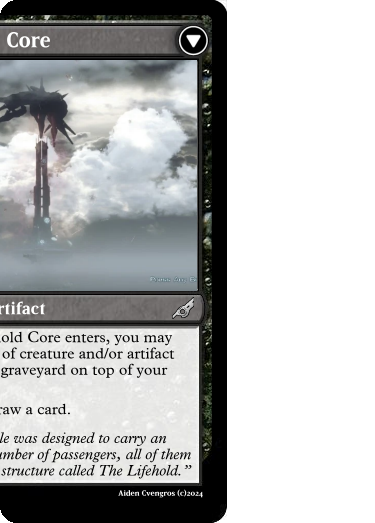 Core
rtifact
old Core enters, you may
of creature and/or artifact
graveyard on top of your
raw a card.
le was designed to carry an
umber of passengers, all of them
structure called The Lifehold."
Aiden Cvengros (c)2024